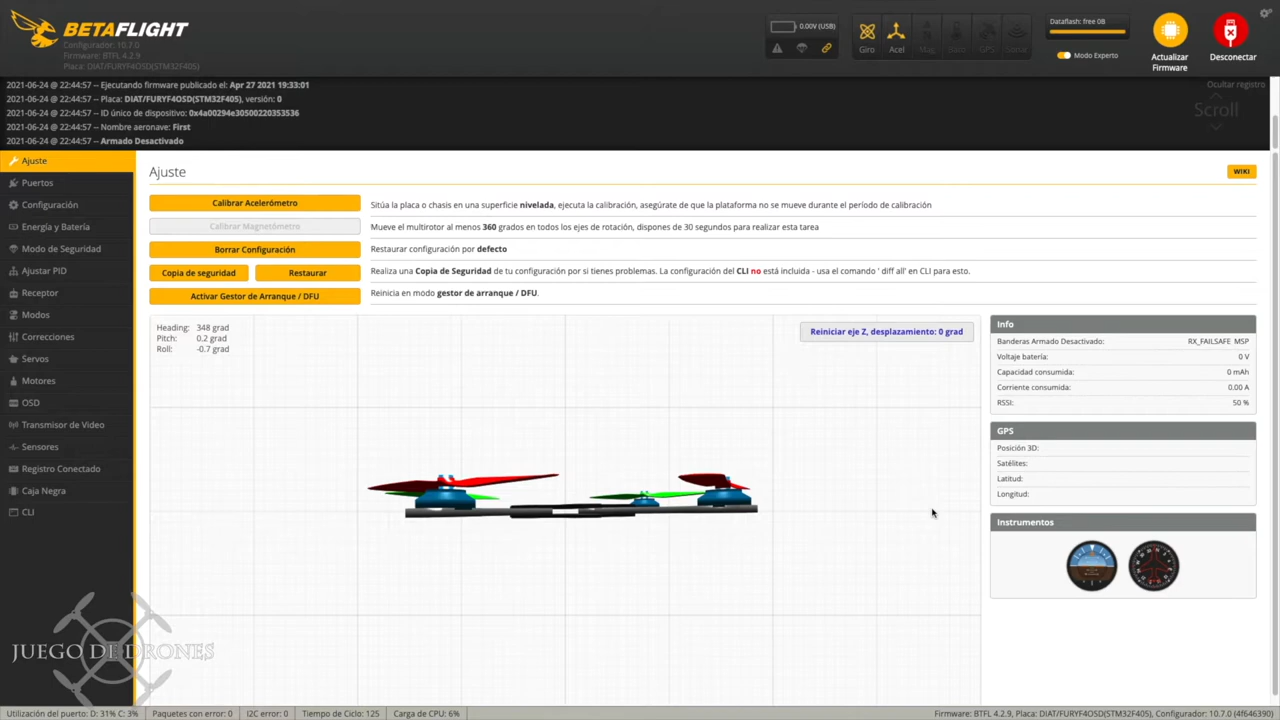 BETAFLIGHT
Configurador: 10.7.0
Firmware: BTFL 4.2.9
Placa: DIAT/FURYF4OSD(STM32F405)
0.00V (USB)
Giro
Acel
Mag
Baro
GPS
Sonar
Dataflash: free 0B
Modo Experto
Actualizar
Firmware
Desconectar
2021-06-24 @ 22:44:57 -- Ejecutando firmware publicado el: Apr 27 2021 19:33:01
2021-06-24 @ 22:44:57 -- Placa: DIAT/FURYF4OSD(STM32F405), versión: 0
2021-06-24 @ 22:44:57 -- ID único de dispositivo: 0x4a00294e30500220353536
2021-06-24 @ 22:44:57 -- Nombre aeronave: First
2021-06-24 @ 22:44:57 -- Armado Desactivado
Ocultar registro
Scroll
Ajuste
Puertos
Configuración
Energía y Batería
Modo de Seguridad
Ajustar PID
Receptor
Modos
Correcciones
Servos
Motores
OSD
Transmisor de Video
Sensores
Registro Conectado
Caja Negra
CLI
Ajuste
WIKI
Calibrar Acelerómetro
Sitúa la placa o chasis en una superficie nivelada, ejecuta la calibración, asegúrate de que la plataforma no se mueve durante el período de calibración
Calibrar Magnetómetro
Mueve el multirotor al menos 360 grados en todos los ejes de rotación, dispones de 30 segundos para realizar esta tarea
Borrar Configuración
Restaurar configuración por defecto
Copia de seguridad
Restaurar
Realiza una Copia de Seguridad de tu configuración por si tienes problemas. La configuración del CLI no está incluida - usa el comando ' diff all' en CLI para esto.
Activar Gestor de Arranque / DFU
Reinicia en modo gestor de arranque / DFU.
Heading: 348 grad
Pitch: 0.2 grad
Roll: -0.7 grad
Reiniciar eje Z, desplazamiento: 0 grad
Info
Banderas Armado Desactivado: RX_FAILSAFE MSP
Voltaje batería: 0 V
Capacidad consumida: 0 mAh
Corriente consumida: 0.00 A
RSSI: 50 %
GPS
Posición 3D:
Satélites:
Latitud:
Longitud:
Instrumentos
JUEGO DE DRONES
Utilización del puerto: D: 31% C: 3%
Paquetes con error: 0
I2C error: 0
Tiempo de Ciclo: 125
Carga de CPU: 6%
Firmware: BTFL 4.2.9, Placa: DIAT/FURYF4OSD(STM32F405), Configurador: 10.7.0 (4f646390)